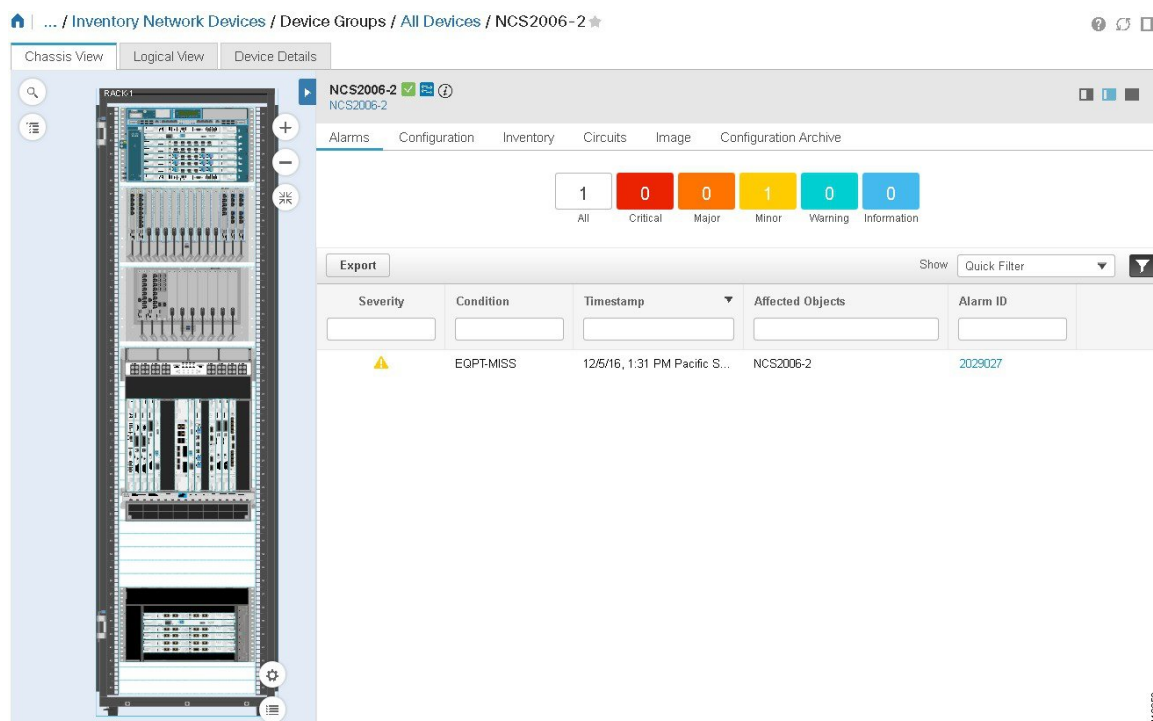 ... / Inventory Network Devices / Device Groups / All Devices / NCS2006-2
Chassis View Logical View Device Details
RACK-1
NCS2006-2
NCS2006-2
Alarms Configuration Inventory Circuits Image Configuration Archive
1 0 0 1 0 0
All Critical Major Minor Warning Information
Export Show Quick Filter
Severity Condition Timestamp Affected Objects Alarm ID
EQPT-MISS 12/5/16, 1:31 PM Pacific S... NCS2006-2 2029027